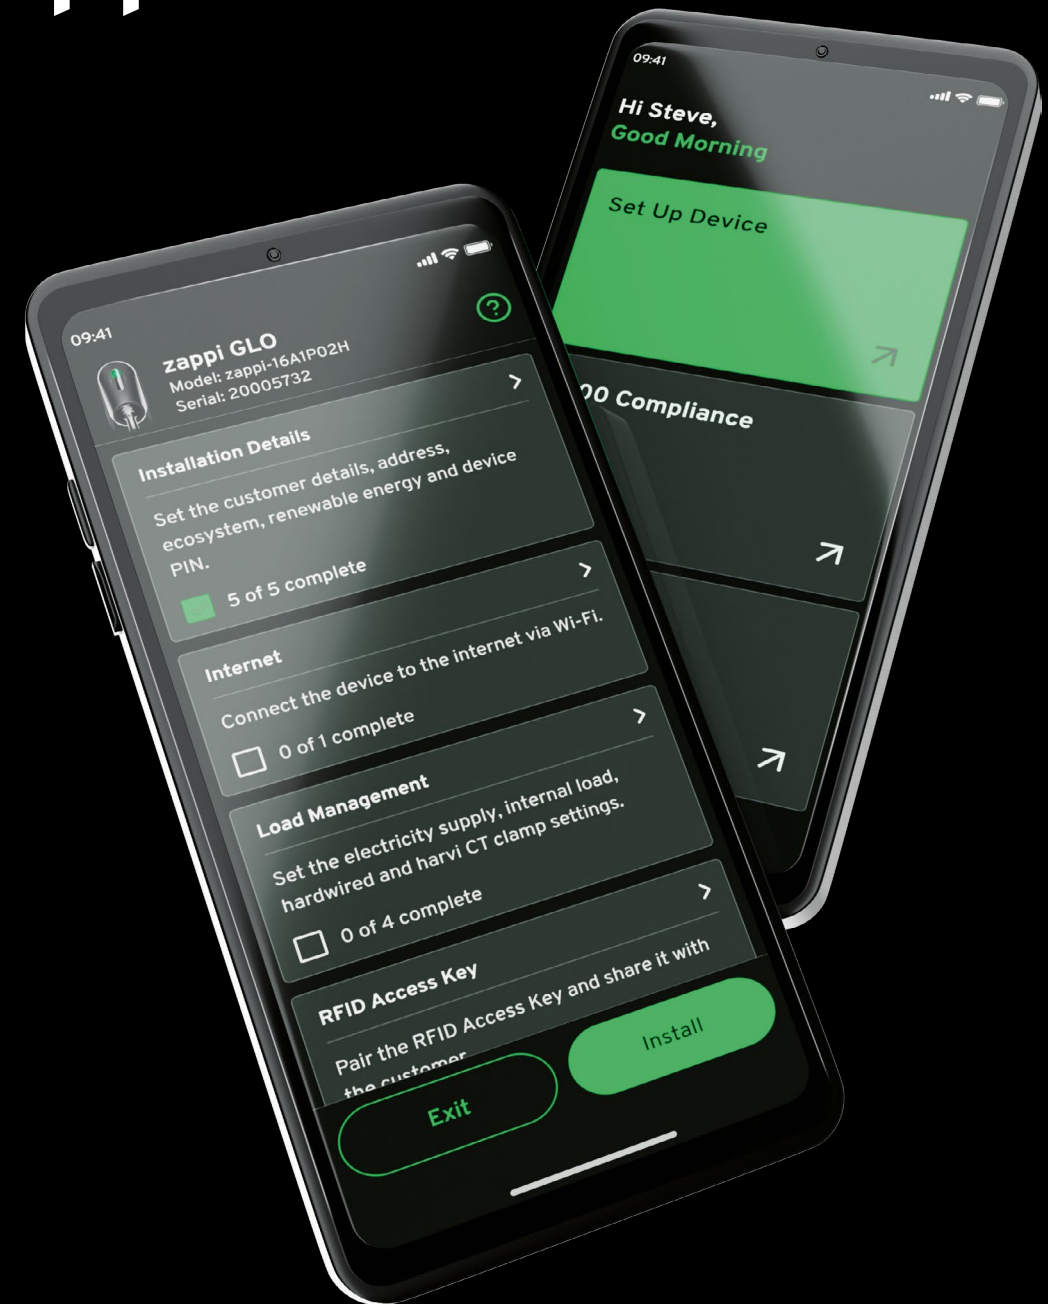 09:41
zappi GLO
Model: zappi-16A1P02H
Serial: 20005732
Installation Details
Set the customer details, address,
ecosystem, renewable energy and device
PIN.
5 of 5 complete
Internet
Connect the device to the internet via Wi-Fi.
0 of 1 complete
Load Management
Set the electricity supply, internal load,
hardwired and harvi CT clamp settings.
0 of 4 complete
RFID Access Key
Pair the RFID Access Key and share it with
the customer
Exit
Install
09:41
Hi Steve,
Good Morning
Set Up Device
00 Compliance